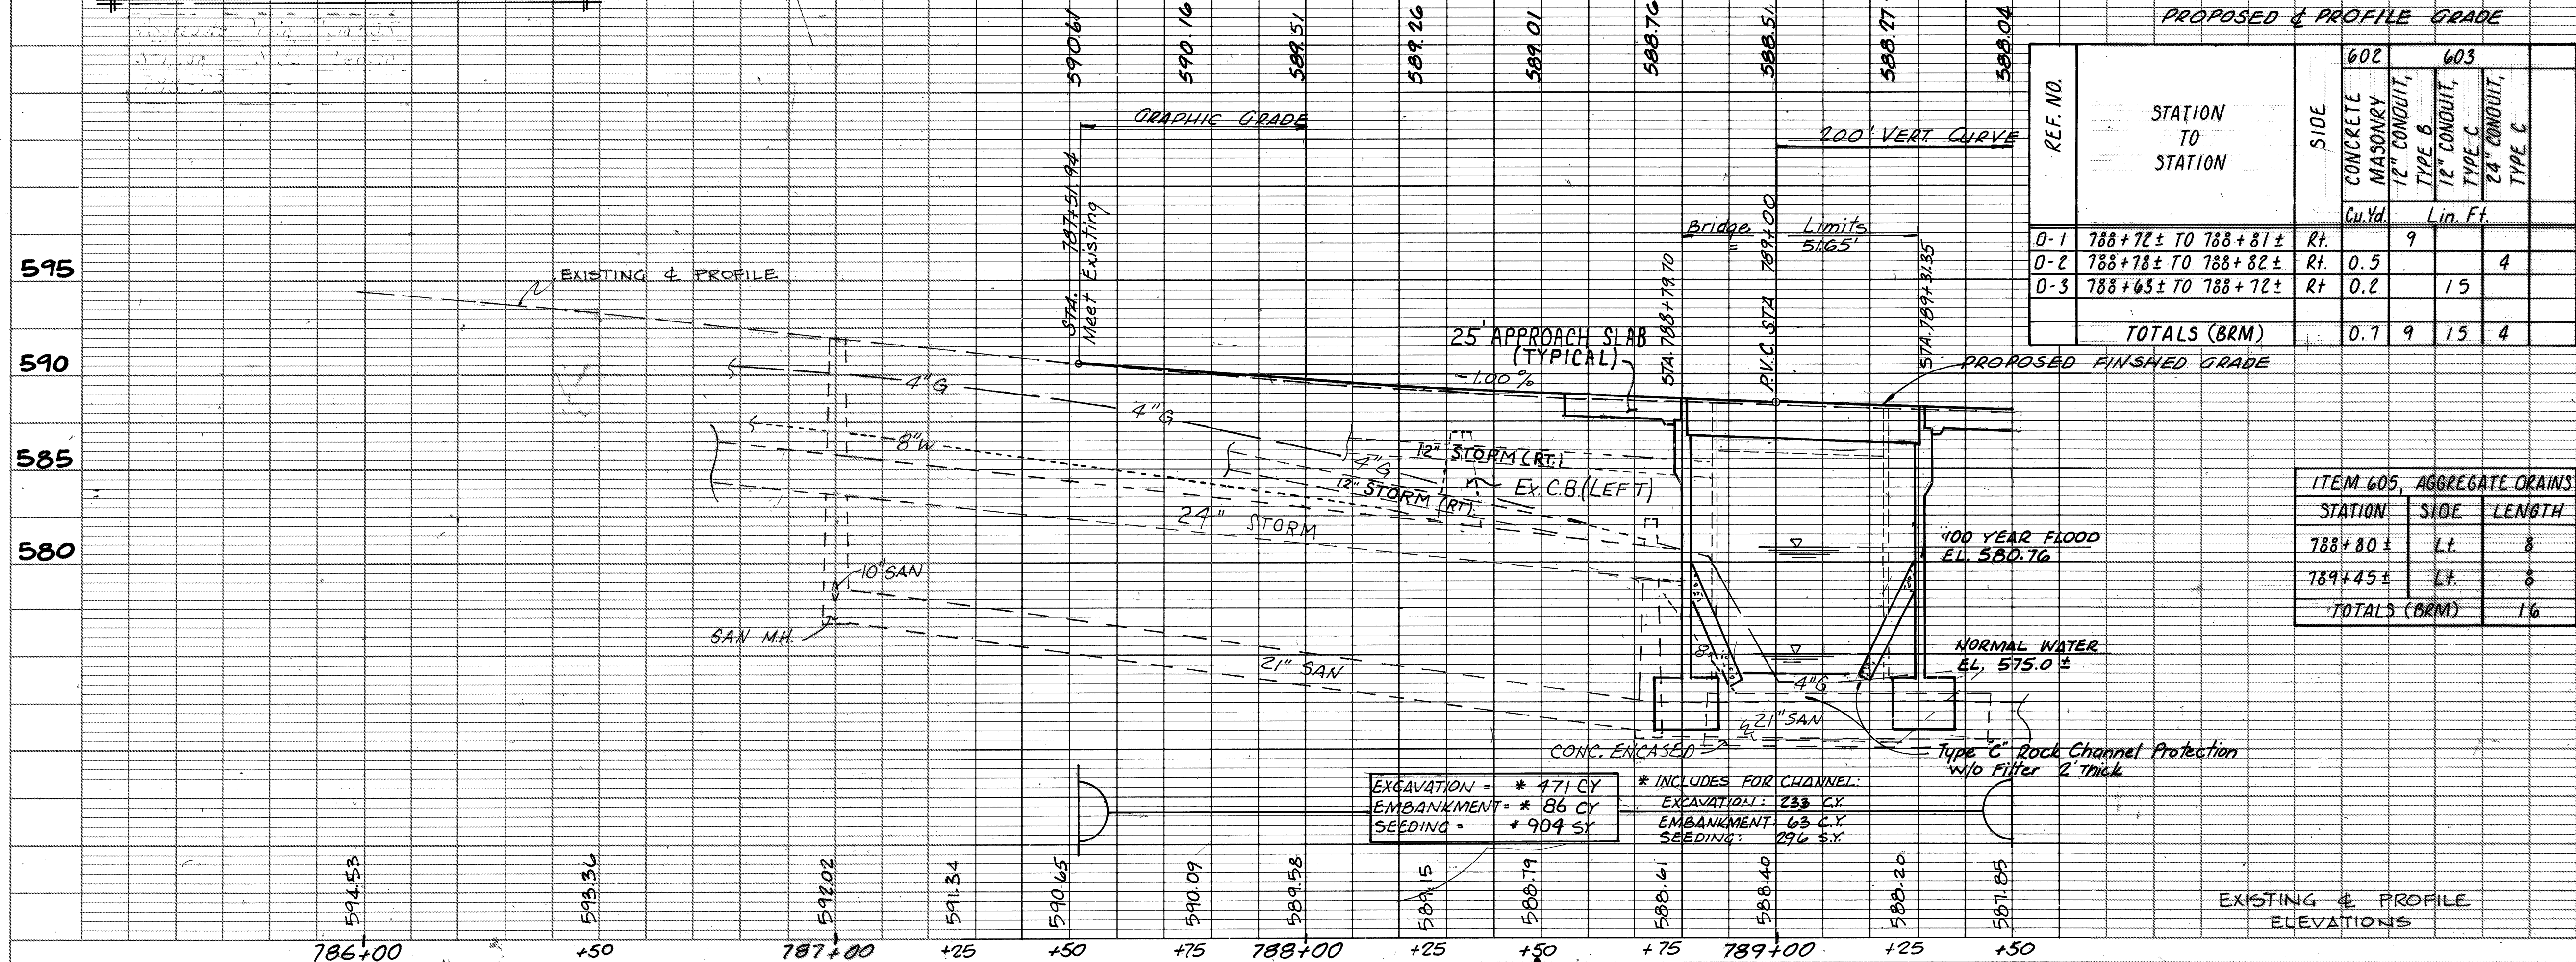 590.61 590.16 589.51 589.26 589.01 588.76 588.51 588.27 588.04
PROPOSED ℄ PROFILE GRADE
GRAPHIC GRADE
200' VERT CURVE
STA. 787+51.94
Meet Existing
Bridge Limits
= 51.65'
STA. 788+79.70
P.V.C. STA 789+00
STA. 789+31.35
EXISTING ℄ PROFILE
25' APPROACH SLAB
(TYPICAL)
-1.00 %
PROPOSED FINSHED GRADE
595
590
585
580
4"G
4"G
8"W
4"G
12" STORM (RT.)
Ex. C.B. (LEFT)
12" STORM (RT)
24" STORM
10" SAN
SAN M.H.
21" SAN
100 YEAR FLOOD
EL. 580.76
NORMAL WATER
EL. 575.0 ±
4"G
21" SAN
CONC. ENCASED
Type "C" Rock Channel Protection
w/o Filter 2' Thick
REF. NO.
STATION
TO
STATION
SIDE
602 603
CONCRETE
MASONRY
12" CONDUIT,
TYPE B
12" CONDUIT,
TYPE C
24" CONDUIT,
TYPE C
Cu.Yd. Lin. Ft.
D-1 788+72± TO 788+81± Rt. 9
D-2 788+78± TO 788+82± Rt. 0.5 4
D-3 788+63± TO 788+72± Rt 0.2 15
TOTALS (BRM) 0.7 9 15 4
ITEM 605, AGGREGATE DRAINS
STATION SIDE LENGTH
788+80± Lt. 8
789+45± Lt. 8
TOTALS (BRM) 16
EXCAVATION = * 471 CY
EMBANKMENT = * 86 CY
SEEDING = * 904 SY
* INCLUDES FOR CHANNEL:
EXCAVATION: 233 C.Y.
EMBANKMENT: 63 C.Y.
SEEDING: 296 S.Y.
594.53 593.36 592.02 591.34 590.65 590.09 589.58 589.15 588.79 588.61 588.40 588.20 587.85
EXISTING ℄ PROFILE
ELEVATIONS
786+00 +50 787+00 +25 +50 +75 788+00 +25 +50 +75 789+00 +25 +50